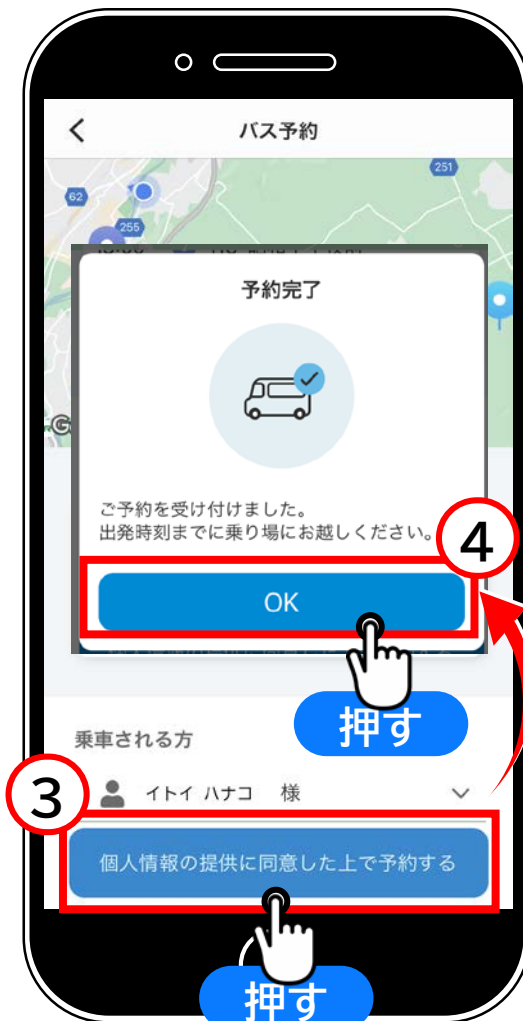 バス予約
62
251
255
予約完了
ご予約を受け付けました。
出発時刻までに乗り場にお越しください。
4
OK
押す
乗車される方
3
イトイ ハナコ 様
個人情報の提供に同意した上で予約する
押す